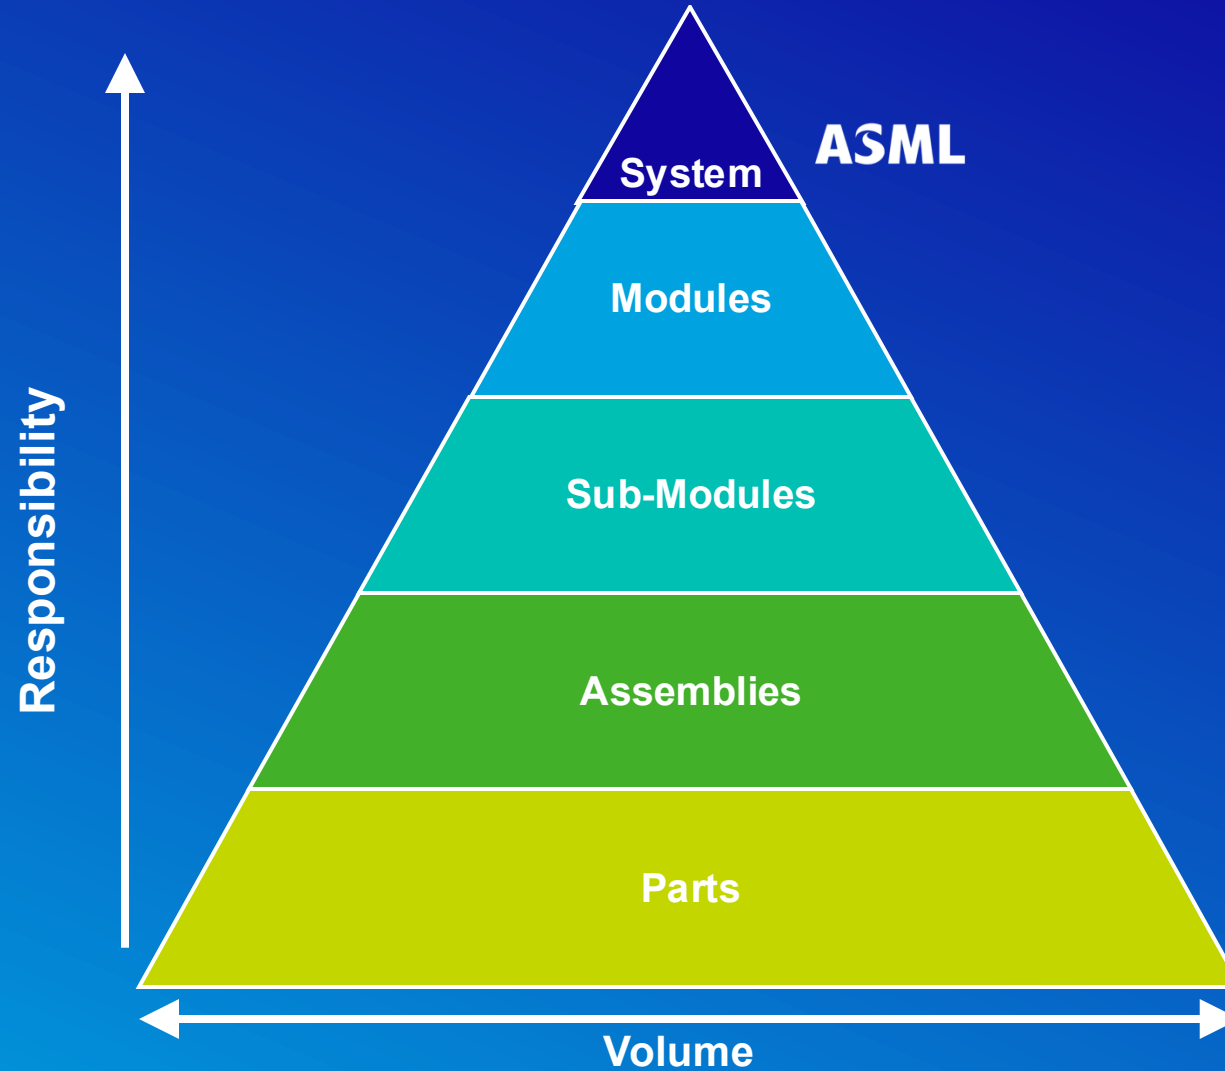 System
ASML
Modules
Sub-Modules
Assemblies
Parts
Responsibility
Volume